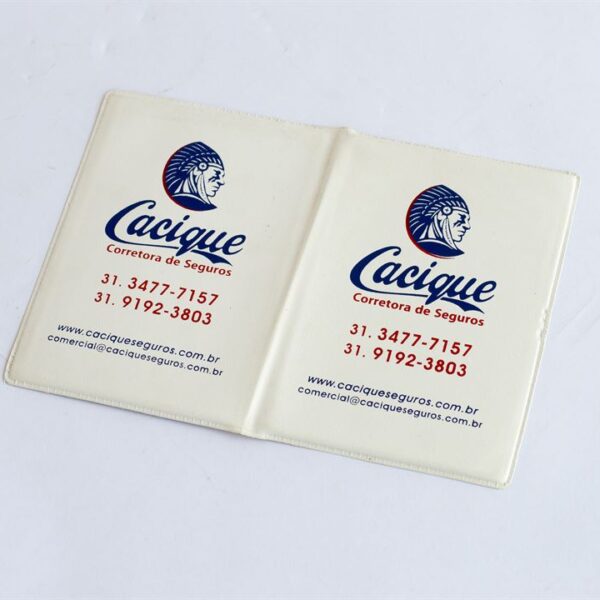 Cacique
Corretora de Seguros
31. 3477-7157
31. 9192-3803
www.caciqueseguros.com.br
comercial@caciqueseguros.com.br
Cacique
Corretora de Seguros
31. 3477-7157
31. 9192-3803
www.caciqueseguros.com.br
comercial@caciqueseguros.com.br